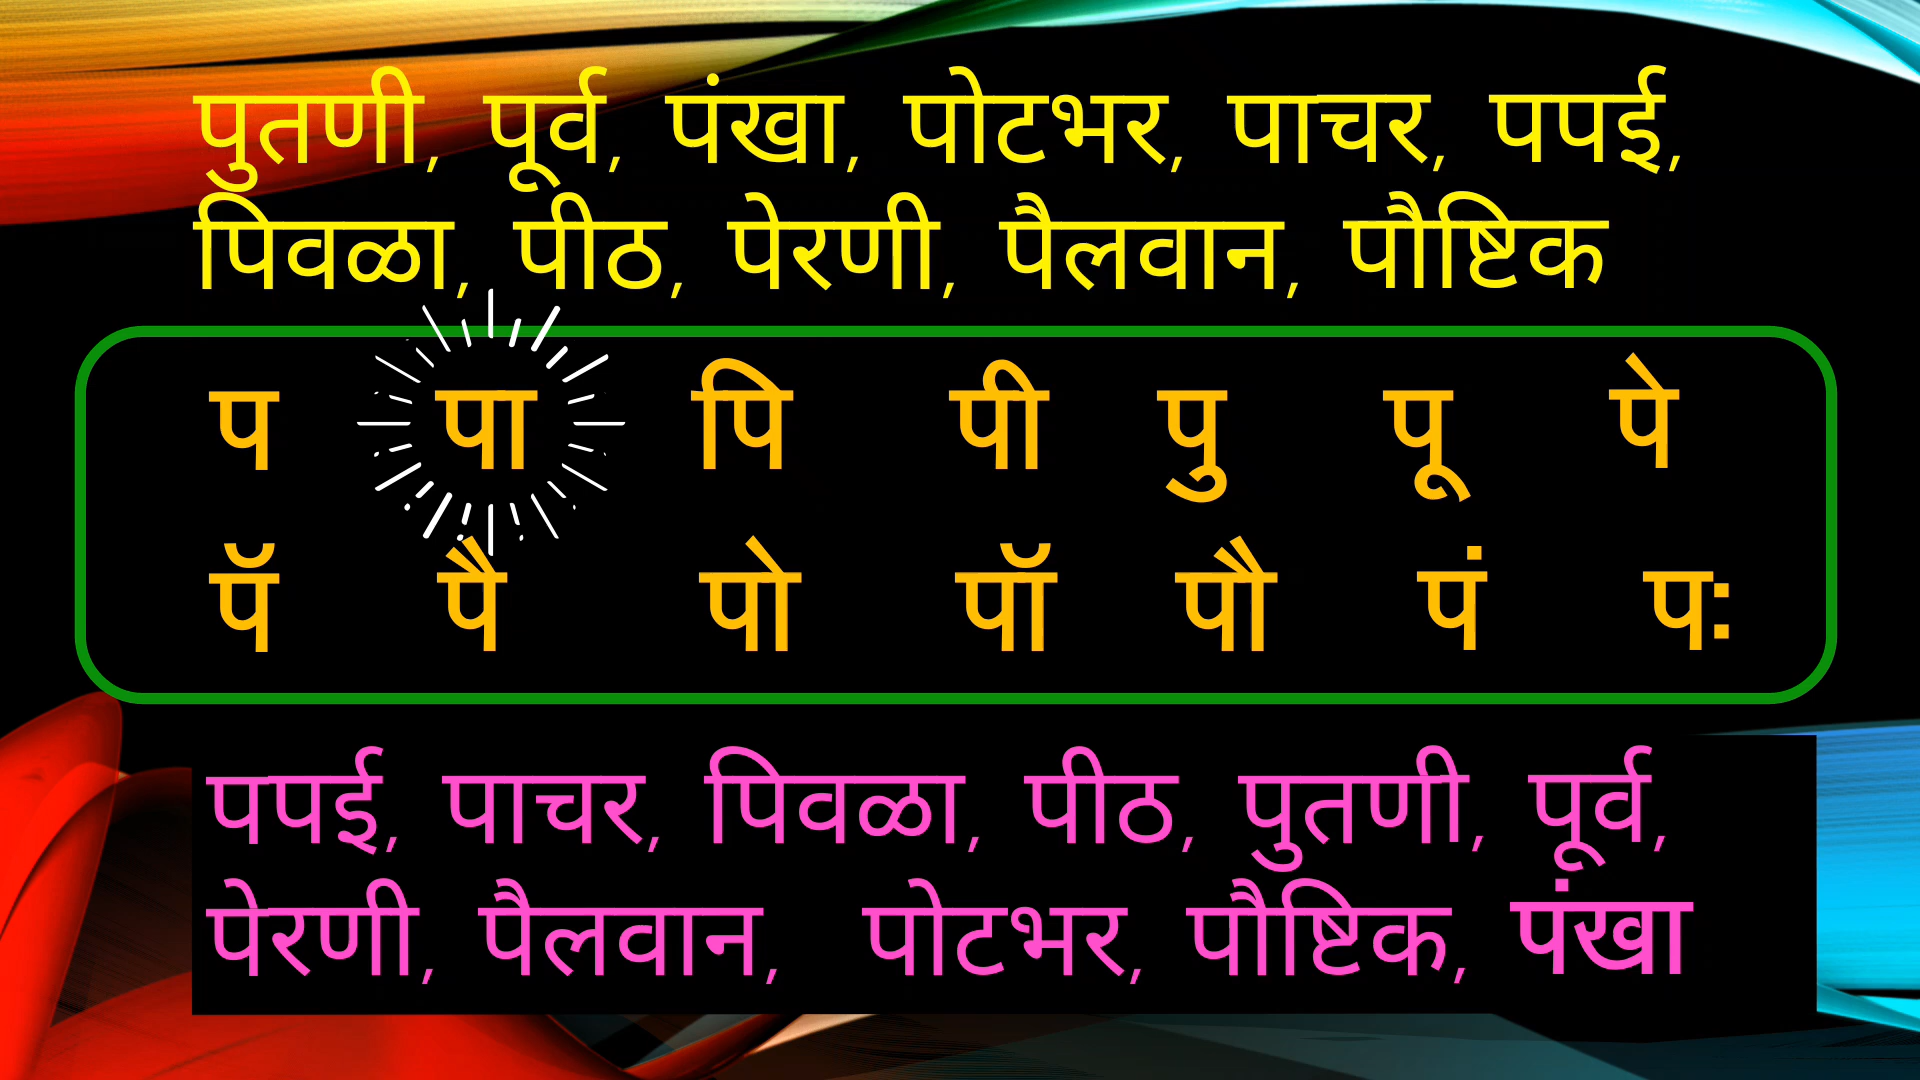 पुतणी, पूर्व, पंखा, पोटभर, पाचर, पपई,
पिवळा, पीठ, पेरणी, पैलवान, पौष्टिक
प पा पि पी पु पू पे
पॅ पै पो पॉ पौ पं पः
पपई, पाचर, पिवळा, पीठ, पुतणी, पूर्व,
पेरणी, पैलवान, पोटभर, पौष्टिक, पंखा